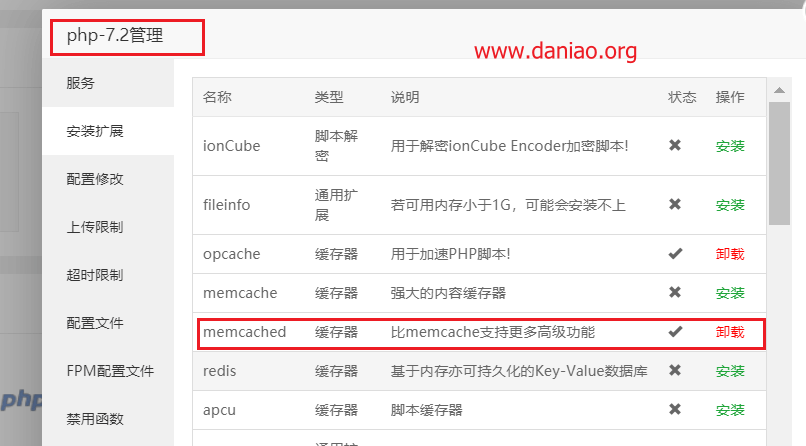 php-7.2管理
www.daniao.org
服务
安装扩展
配置修改
上传限制
超时限制
配置文件
FPM配置文件
禁用函数
名称 类型 说明 状态 操作
ionCube 脚本解密 用于解密ionCube Encoder加密脚本! 安装
fileinfo 通用扩展 若可用内存小于1G，可能会安装不上 安装
opcache 缓存器 用于加速PHP脚本! 卸载
memcache 缓存器 强大的内容缓存器 安装
memcached 缓存器 比memcache支持更多高级功能 卸载
redis 缓存器 基于内存亦可持久化的Key-Value数据库 安装
apcu 缓存器 脚本缓存器 安装
php